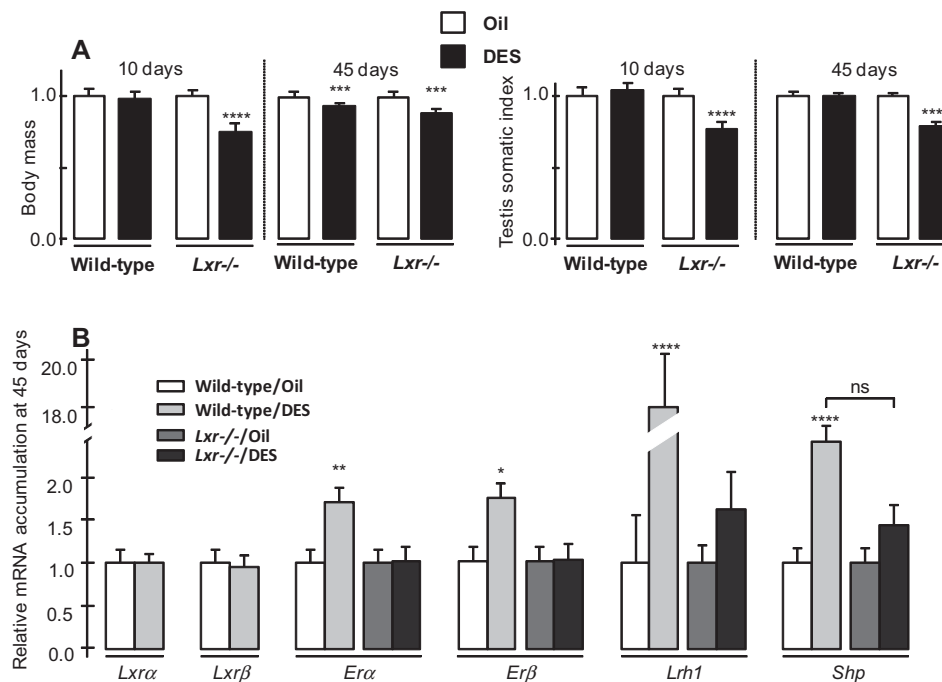 Oil
DES
A
10 days
45 days
10 days
45 days
Body mass
1.0
0.0
****
***
***
Wild-type
Lxr-/-
Wild-type
Lxr-/-
Testis somatic index
1.0
0.0
****
***
Wild-type
Lxr-/-
Wild-type
Lxr-/-
B
Relative mRNA accumulation at 45 days
20.0
18.0
2.0
1.5
1.0
0.5
0.0
Wild-type/Oil
Wild-type/DES
Lxr-/-/Oil
Lxr-/-/DES
**
*
****
****
ns
Lxrα
Lxrβ
Erα
Erβ
Lrh1
Shp